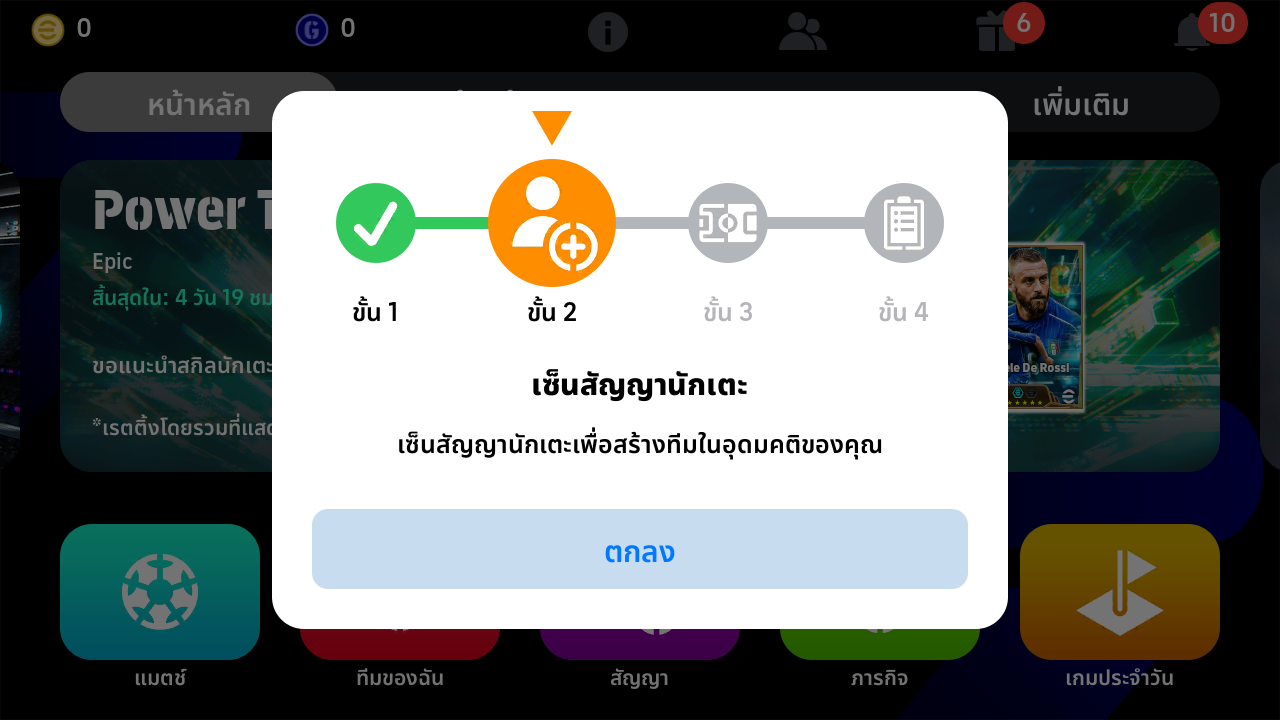 0
0
6
10
หน้าหลัก
เพิ่มเติม
Power
Epic
สิ้นสุดใน: 4 วัน 19 ชม
ขอแนะนำสกิลนักเตะ
*เรตติ้งโดยรวมที่แสด
De Rossi
ขั้น 1
ขั้น 2
ขั้น 3
ขั้น 4
เซ็นสัญญานักเตะ
เซ็นสัญญานักเตะเพื่อสร้างทีมในอุดมคติของคุณ
ตกลง
แมตช์
ทีมของฉัน
สัญญา
ภารกิจ
เกมประจำวัน